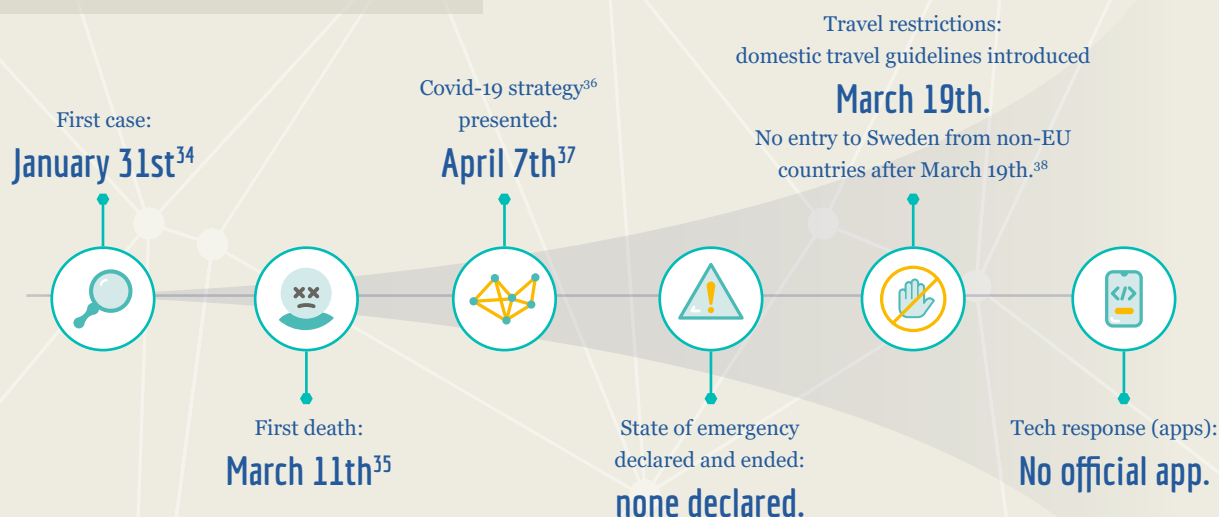 First case:
January 31st34
First death:
March 11th35
Covid-19 strategy36
presented:
April 7th37
State of emergency
declared and ended:
none declared.
Travel restrictions:
domestic travel guidelines introduced
March 19th.
No entry to Sweden from non-EU
countries after March 19th.38
</>
Tech response (apps):
No official app.